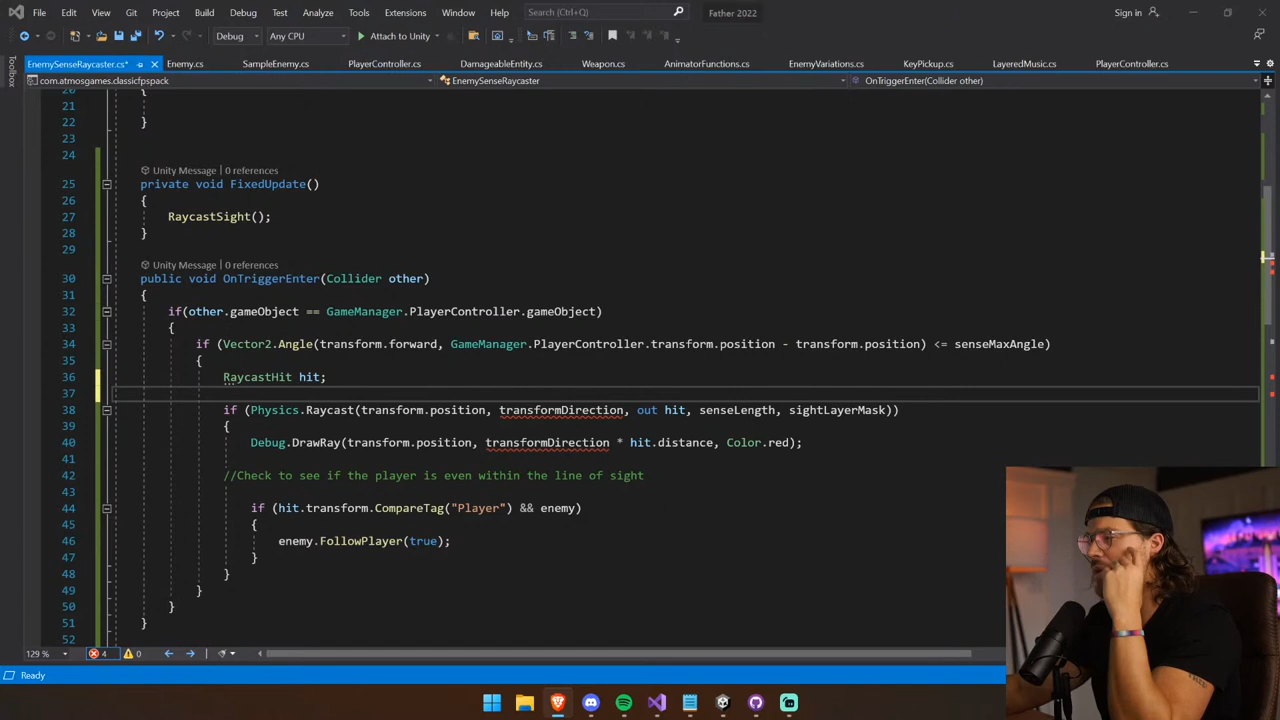 File Edit View Git Project Build Debug Test Analyze Tools Extensions Window Help Search (Ctrl+Q) Father 2022 Sign in
Debug Any CPU Attach to Unity
EnemySenseRaycaster.cs* Enemy.cs SampleEnemy.cs PlayerController.cs DamageableEntity.cs Weapon.cs AnimatorFunctions.cs EnemyVariations.cs KeyPickup.cs LayeredMusic.cs PlayerController.cs
Toolbox
com.atmosgames.classicfpspack EnemySenseRaycaster OnTriggerEnter(Collider other)
20 {
21
22 }
23
24
Unity Message | 0 references
25 private void FixedUpdate()
26 {
27 RaycastSight();
28 }
29
Unity Message | 0 references
30 public void OnTriggerEnter(Collider other)
31 {
32 if(other.gameObject == GameManager.PlayerController.gameObject)
33 {
34 if (Vector2.Angle(transform.forward, GameManager.PlayerController.transform.position - transform.position) <= senseMaxAngle)
35 {
36 RaycastHit hit;
37
38 if (Physics.Raycast(transform.position, transformDirection, out hit, senseLength, sightLayerMask))
39 {
40 Debug.DrawRay(transform.position, transformDirection * hit.distance, Color.red);
41
42 //Check to see if the player is even within the line of sight
43
44 if (hit.transform.CompareTag("Player") && enemy)
45 {
46 enemy.FollowPlayer(true);
47 }
48 }
49 }
50 }
51 }
52
129 % 4 0
Ready